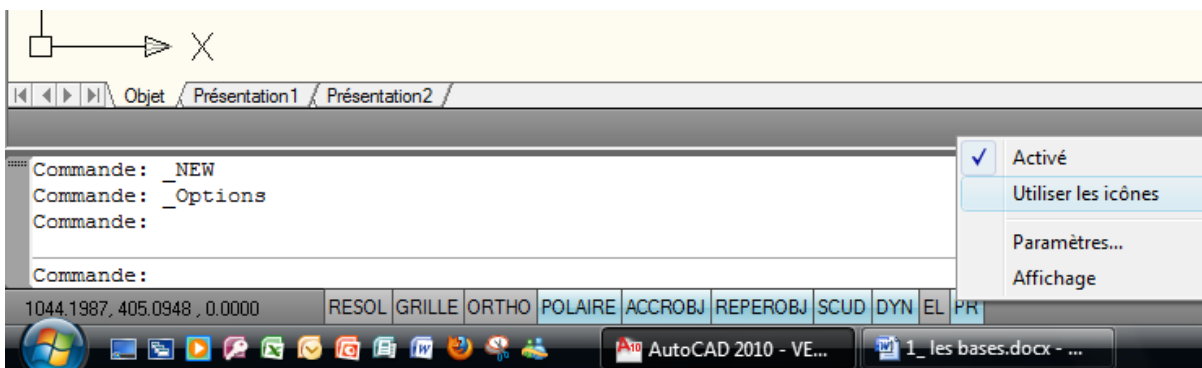 X
Objet Présentation1 Présentation2
Commande: _NEW
Commande: _Options
Commande:
Commande:
Activé
Utiliser les icônes
Paramètres...
Affichage
1044.1987, 405.0948 , 0.0000 RESOL GRILLE ORTHO POLAIRE ACCROBJ REPEROBJ SCUD DYN EL PR
AutoCAD 2010 - VE... 1_ les bases.docx - ...